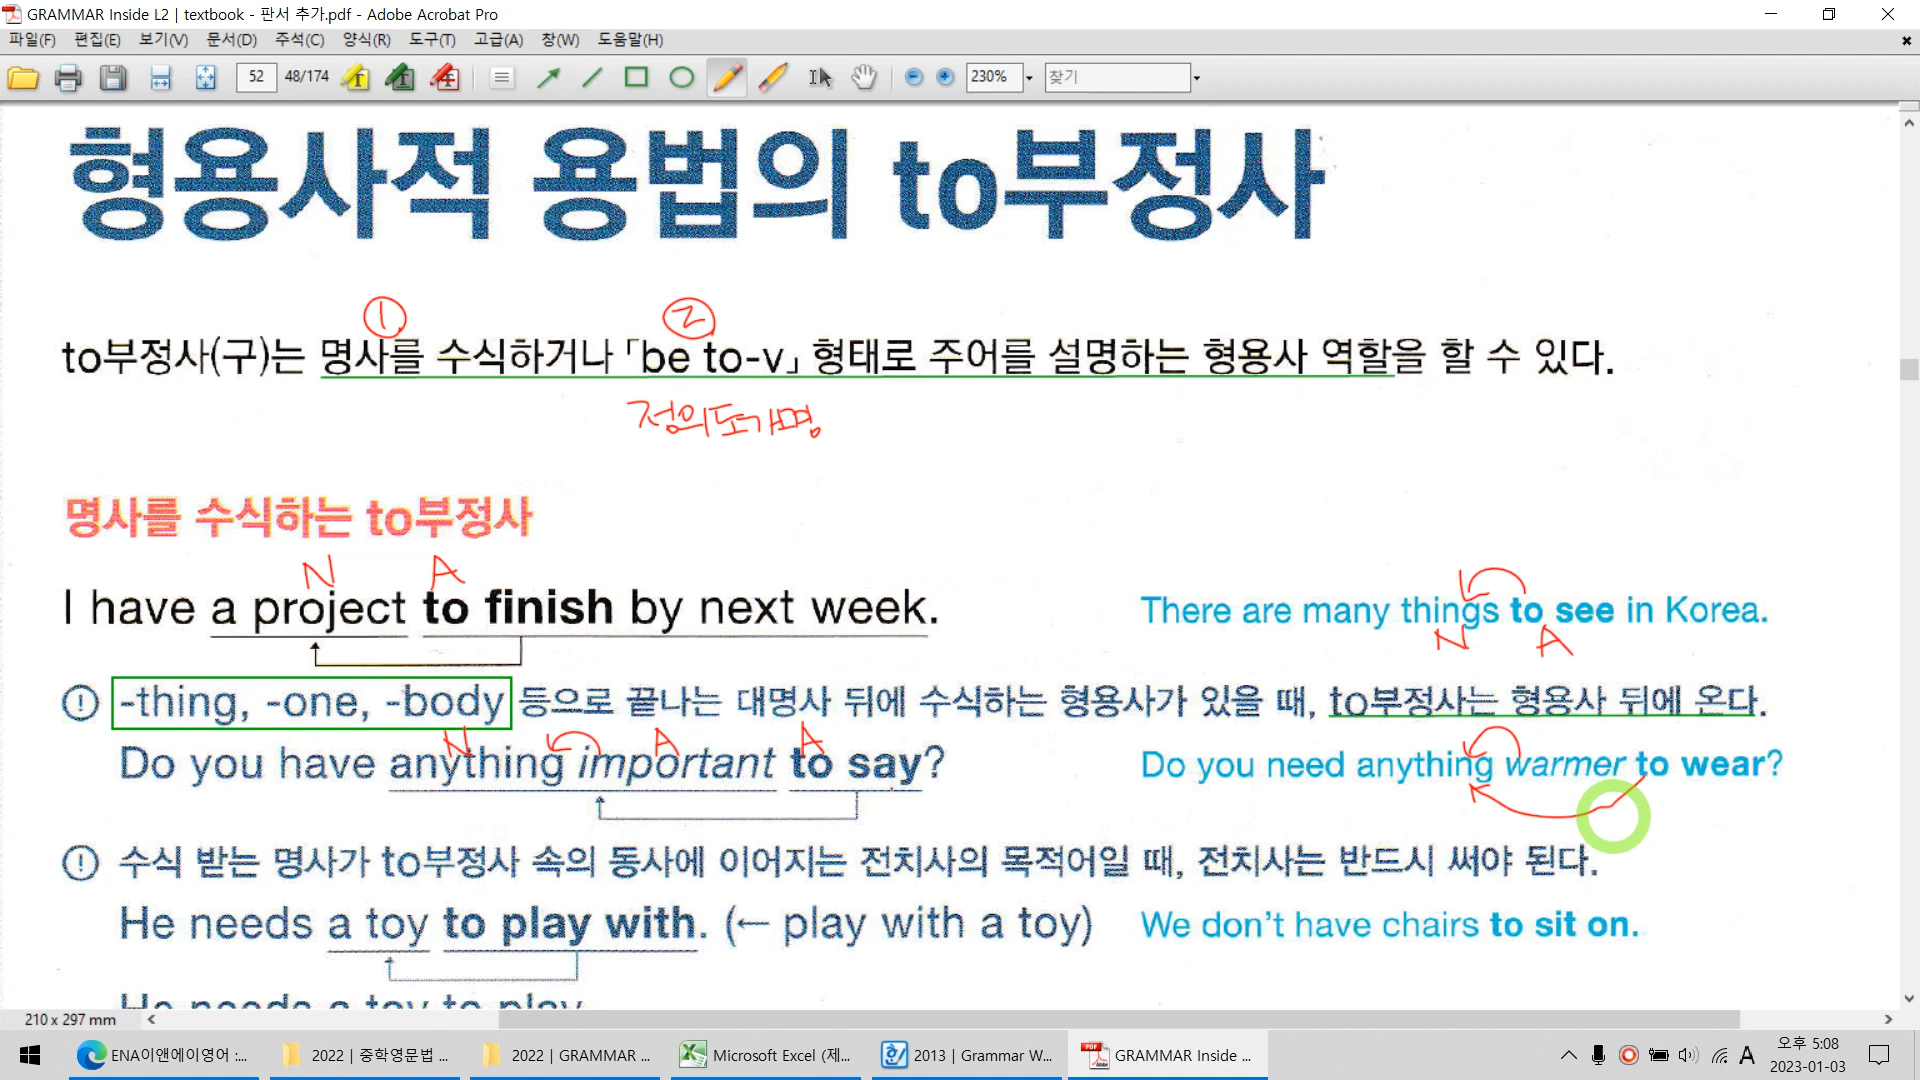 GRAMMAR Inside L2 | textbook - 판서 추가.pdf - Adobe Acrobat Pro
파일(F) 편집(E) 보기(V) 문서(D) 주석(C) 양식(R) 도구(T) 고급(A) 창(W) 도움말(H)
52 48/174 230% 찾기
형용사적 용법의 to부정사
① ②
to부정사(구)는 명사를 수식하거나 「be to-v」 형태로 주어를 설명하는 형용사 역할을 할 수 있다.
정의도가명
명사를 수식하는 to부정사
N A
I have a project to finish by next week.
There are many things to see in Korea.
N A
! -thing, -one, -body 등으로 끝나는 대명사 뒤에 수식하는 형용사가 있을 때, to부정사는 형용사 뒤에 온다.
N A A
Do you have anything important to say?
Do you need anything warmer to wear?
! 수식 받는 명사가 to부정사 속의 동사에 이어지는 전치사의 목적어일 때, 전치사는 반드시 써야 된다.
He needs a toy to play with. (← play with a toy)
We don't have chairs to sit on.
He needs a toy to play.
210 x 297 mm
ENA이앤에이영어 :... 2022 | 중학영문법 ... 2022 | GRAMMAR ... Microsoft Excel (제... 2013 | Grammar W... GRAMMAR Inside ... A 오후 5:08
2023-01-03